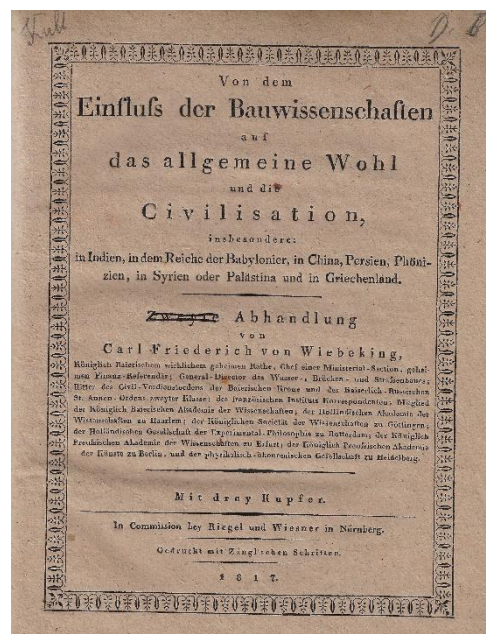 Von dem
Einfluſs der Bauwissenschaften
auf
das allgemeine Wohl
und die
Civilisation,
insbesondere:
in Indien, in dem Reiche der Babylonier, in China, Persien, Phöni-
zien, in Syrien oder Palästina und in Griechenland.
Zweyte Abhandlung
von
Carl Friederich von Wiebeking,
Königlich Baierischem wirklichem geheimen Rathe, Chef einer Ministerial-Section, gehei-
men Finanz-Referendär, General-Director des Wasser-, Brücken- und Straßenbaues;
Ritter des Civil-Verdienstordens der Baierischen Krone und des Kaiserlich-Russischen
St. Annen-Ordens zweyter Klasse; des französischen Instituts Korrespondenten; Mitglied
der Königlich Baierischen Akademie der Wissenschaften; der Holländischen Akademie der
Wissenschaften zu Haarlem; der Königlichen Societät der Wissenschaften zu Göttingen;
der Holländischen Gesellschaft der Experimental-Philosophie zu Rotterdam; der Königlich
Preuſsischen Akademie der Wissenschaften zu Erfurt; der Königlich Preuſsischen Akademie
der Künste zu Berlin, und der physikalisch-ökonomischen Gesellschaft zu Heidelberg.
Mit drey Kupfer.
In Commission bey Riegel und Wiesner in Nürnberg.
Gedruckt mit Zingl'schen Schriften.
1817.